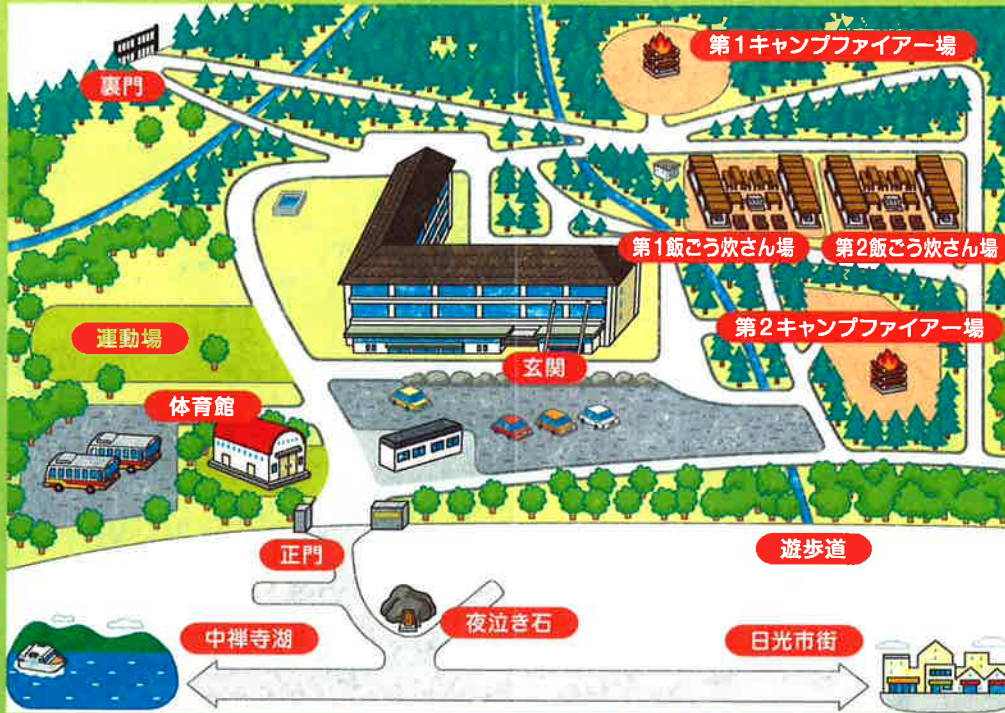 第1キャンプファイアー場
裏門
第1飯ごう炊さん場
第2飯ごう炊さん場
第2キャンプファイアー場
運動場
玄関
体育館
正門
遊歩道
夜泣き石
中禅寺湖
日光市街